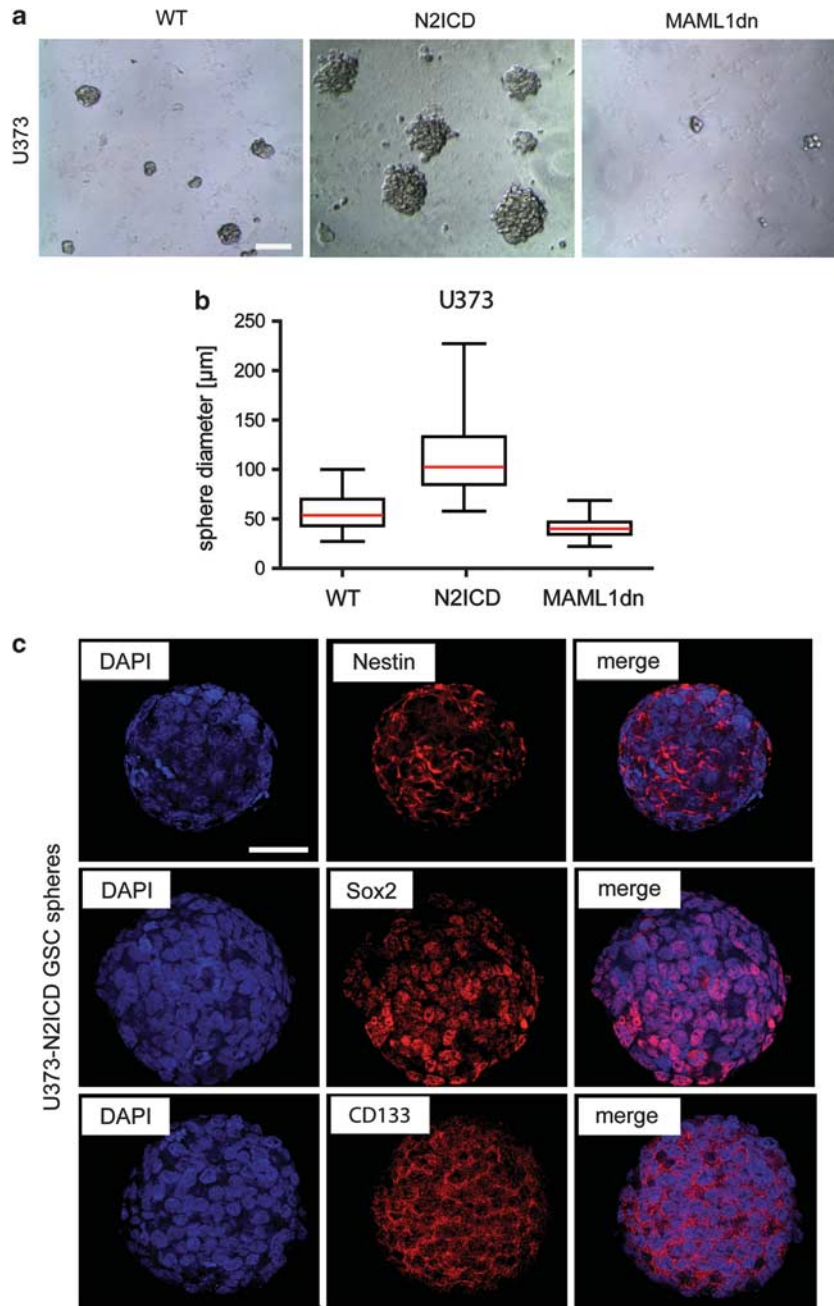 a
WT
N2ICD
MAML1dn
U373
b
U373
sphere diameter [µm]
250
200
150
100
50
0
WT
N2ICD
MAML1dn
c
U373-N2ICD GSC spheres
DAPI
Nestin
merge
DAPI
Sox2
merge
DAPI
CD133
merge